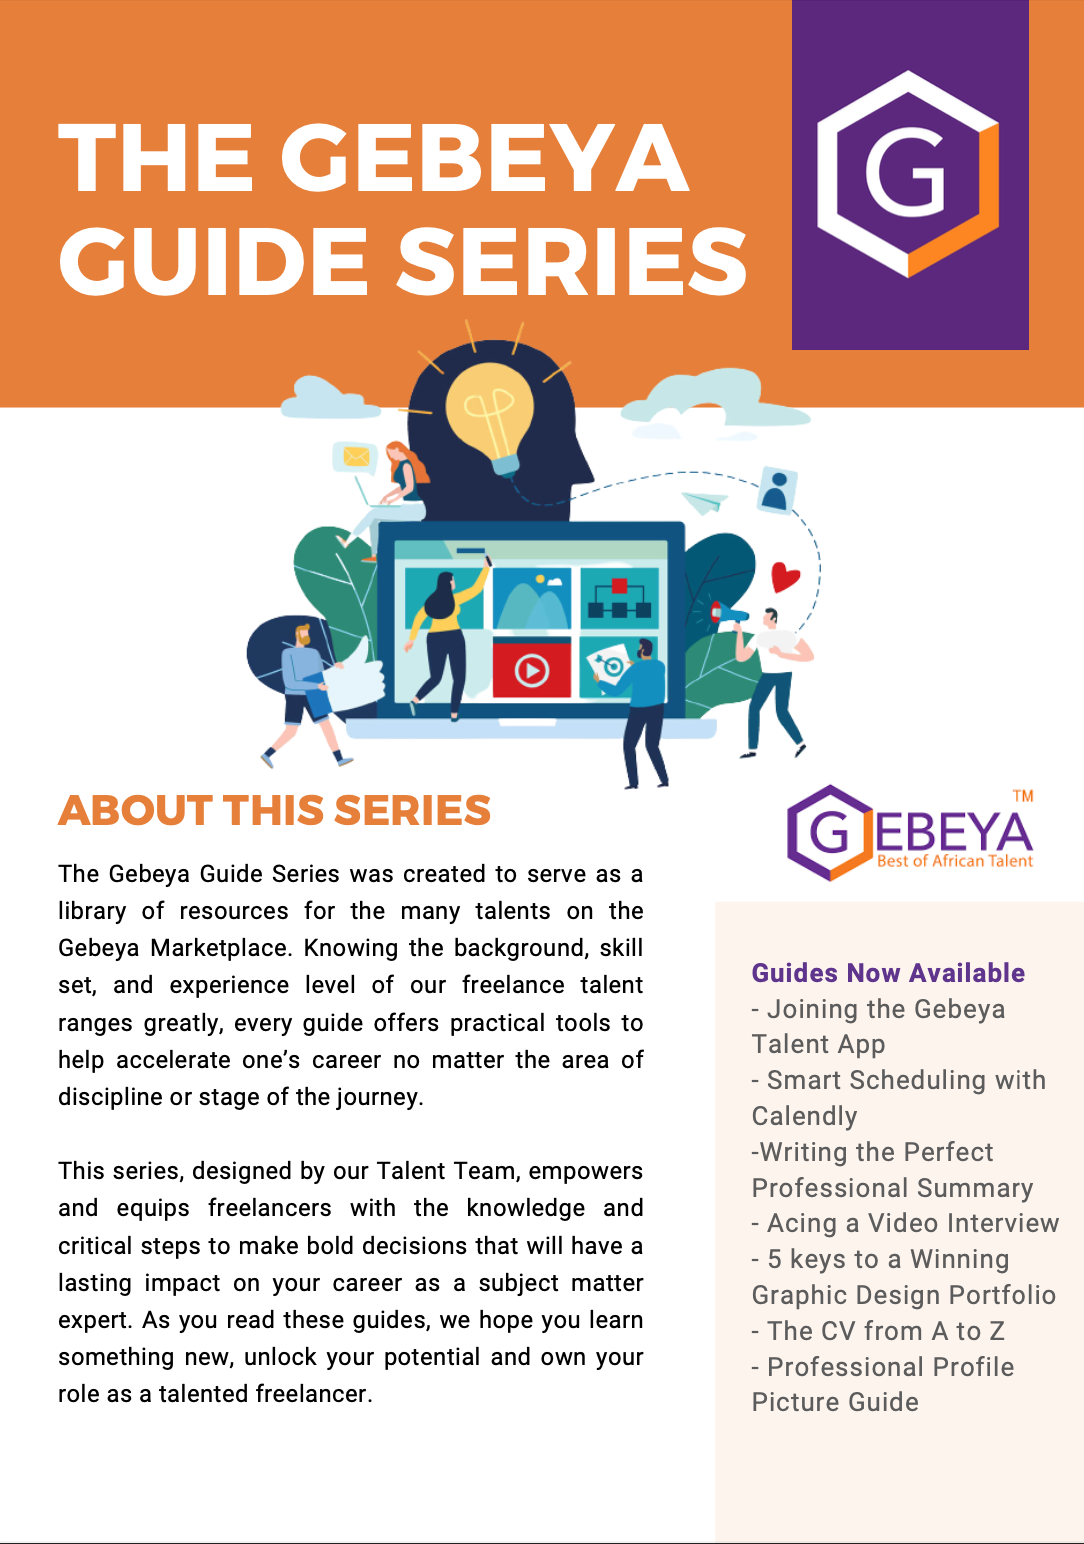 THE GEBEYA
GUIDE SERIES
G
ABOUT THIS SERIES
The Gebeya Guide Series was created to serve as a
library of resources for the many talents on the
Gebeya Marketplace. Knowing the background, skill
set, and experience level of our freelance talent
ranges greatly, every guide offers practical tools to
help accelerate one’s career no matter the area of
discipline or stage of the journey.
This series, designed by our Talent Team, empowers
and equips freelancers with the knowledge and
critical steps to make bold decisions that will have a
lasting impact on your career as a subject matter
expert. As you read these guides, we hope you learn
something new, unlock your potential and own your
role as a talented freelancer.
TM
GEBEYA
Best of African Talent
Guides Now Available
- Joining the Gebeya
Talent App
- Smart Scheduling with
Calendly
-Writing the Perfect
Professional Summary
- Acing a Video Interview
- 5 keys to a Winning
Graphic Design Portfolio
- The CV from A to Z
- Professional Profile
Picture Guide